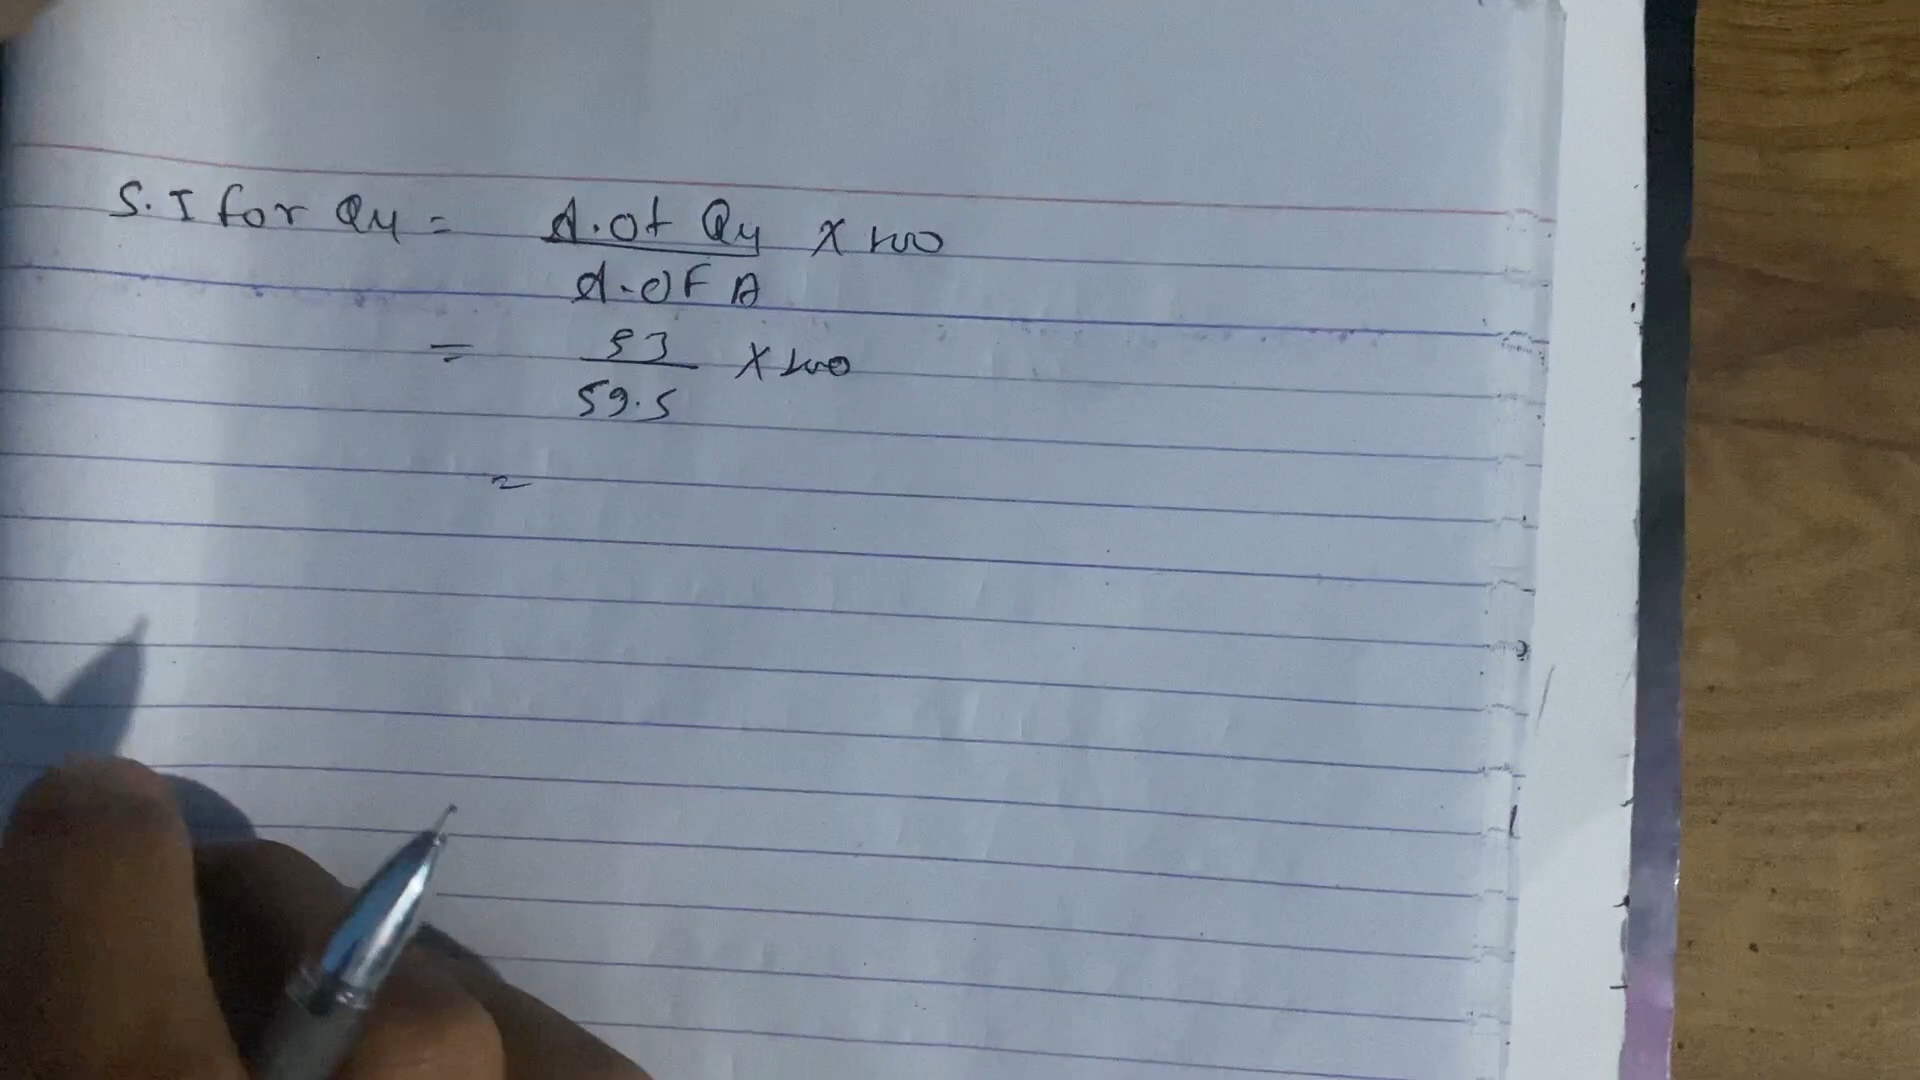 S.I for Q4 = A.of Q4 X 100
A.OF A
= 53 X 100
59.5
=